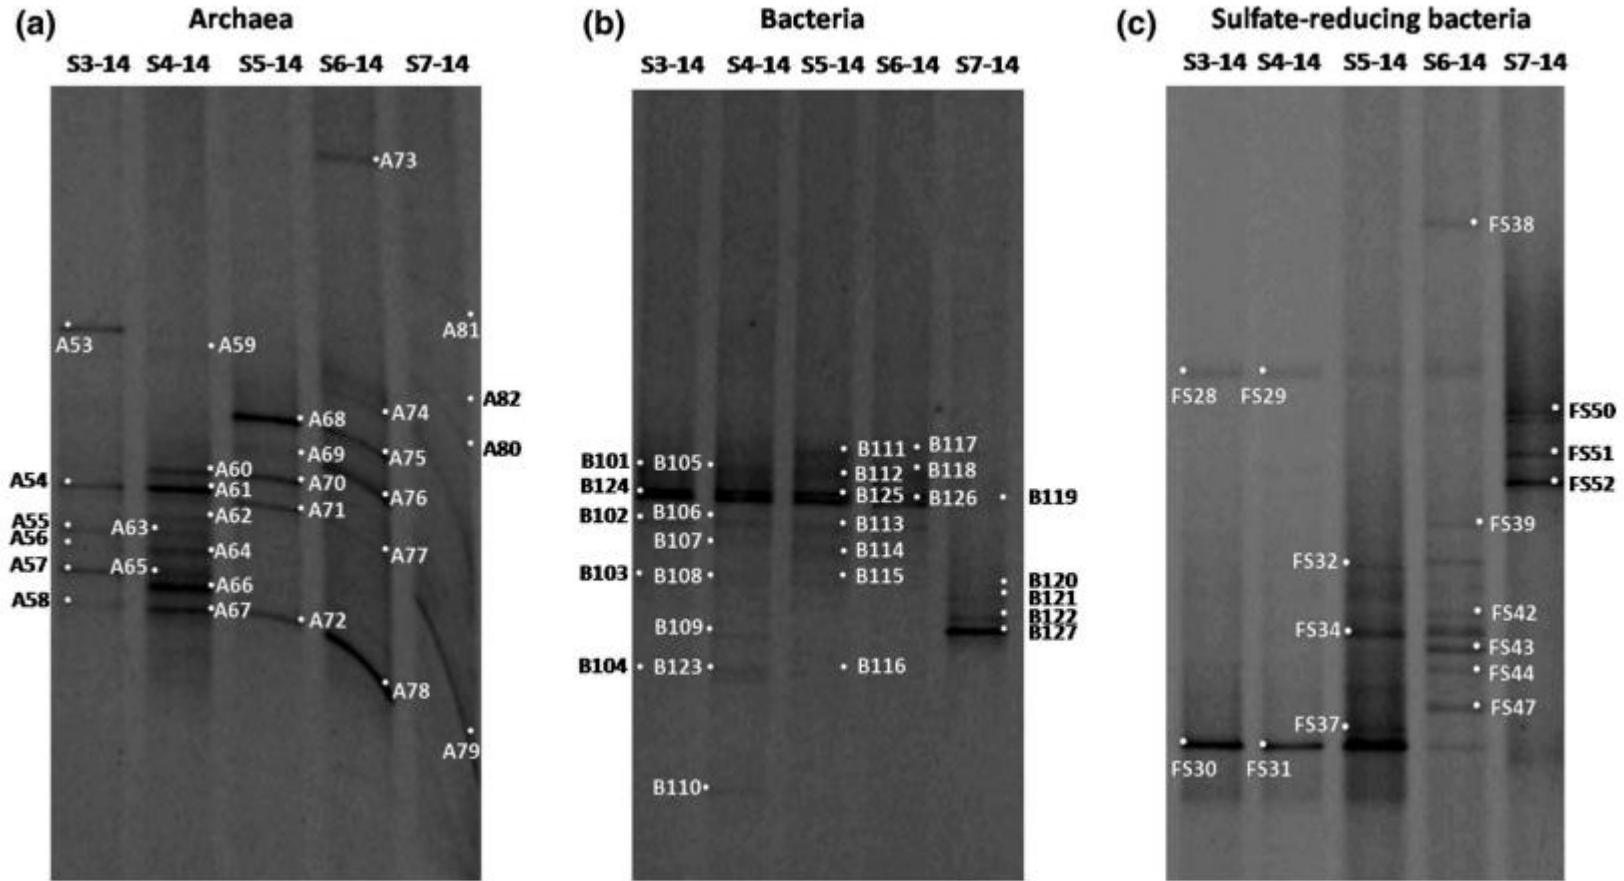 (a) Archaea
S3-14 S4-14 S5-14 S6-14 S7-14
A73
A81
A53
A59
A82
A74
A68
A80
A69
A75
A60
A54
A70
A61
A76
A71
A62
A55
A63
A56
A64
A77
A57
A65
A66
A58
A67
A72
A78
A79
(b) Bacteria
S3-14 S4-14 S5-14 S6-14 S7-14
B117
B111
B101 B105
B118
B112
B124
B125 B126 B119
B102 B106
B113
B107
B114
B103 B108 B115 B120
B121
B122
B109 B127
B104 B123 B116
B110
(c) Sulfate-reducing bacteria
S3-14 S4-14 S5-14 S6-14 S7-14
FS38
FS28 FS29
FS50
FS51
FS52
FS39
FS32
FS42
FS34
FS43
FS44
FS47
FS37
FS30 FS31